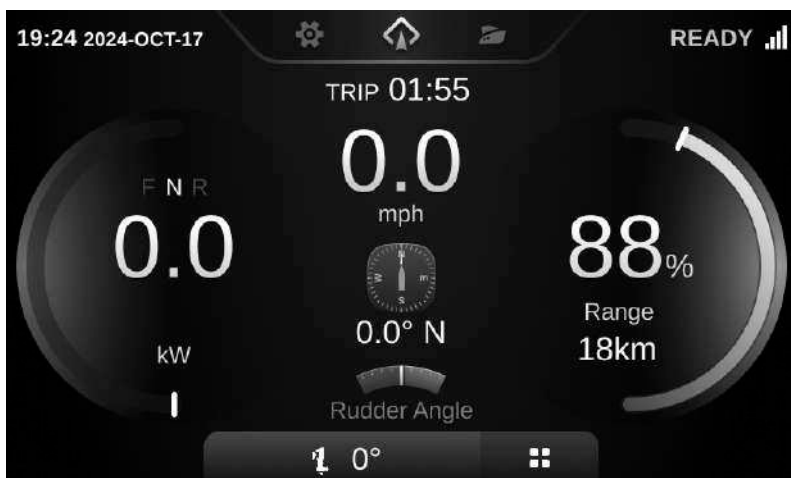 19:24 2024-OCT-17
READY
TRIP 01:55
0.0
mph
F N R
0.0
kW
N
W E
S
0.0° N
88%
Range
18km
Rudder Angle
0°